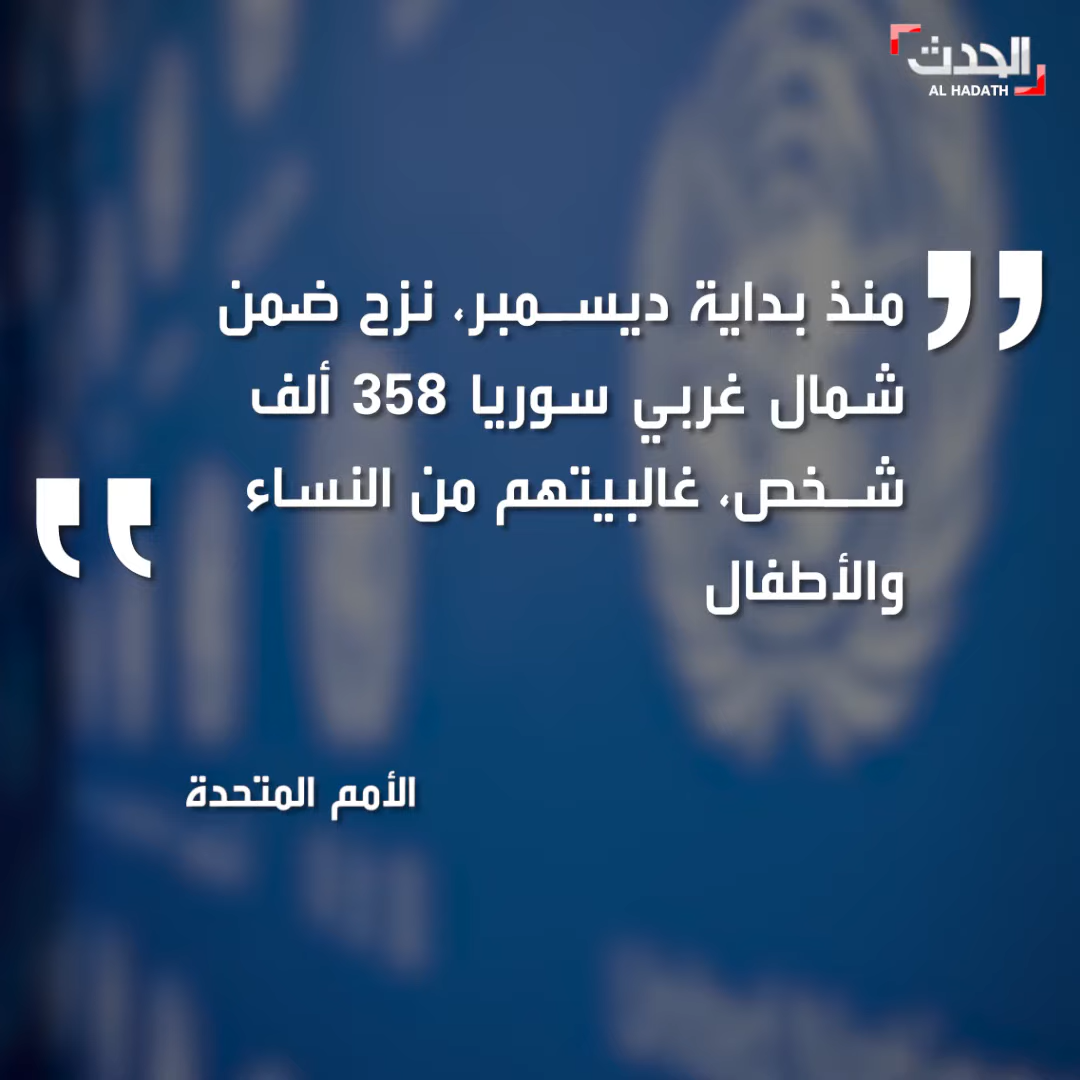 الحدث
AL HADATH
منذ بداية ديسمبر، نزح ضمن
شمال غربي سوريا 358 ألف
شخص، غالبيتهم من النساء
والأطفال
الأمم المتحدة